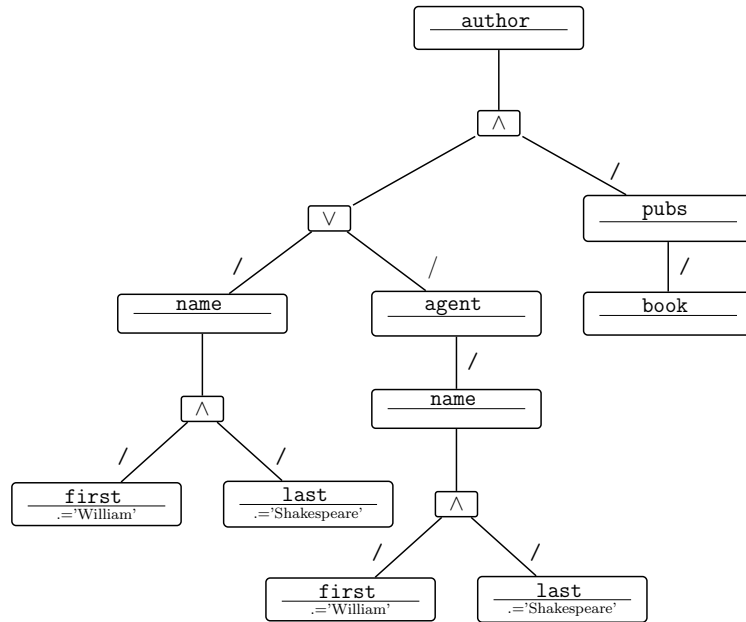 author
∧
/
∨
pubs
/
/
/
name
agent
book
/
∧
name
/
/
first
.='William'
last
.='Shakespeare'
∧
/
/
first
.='William'
last
.='Shakespeare'